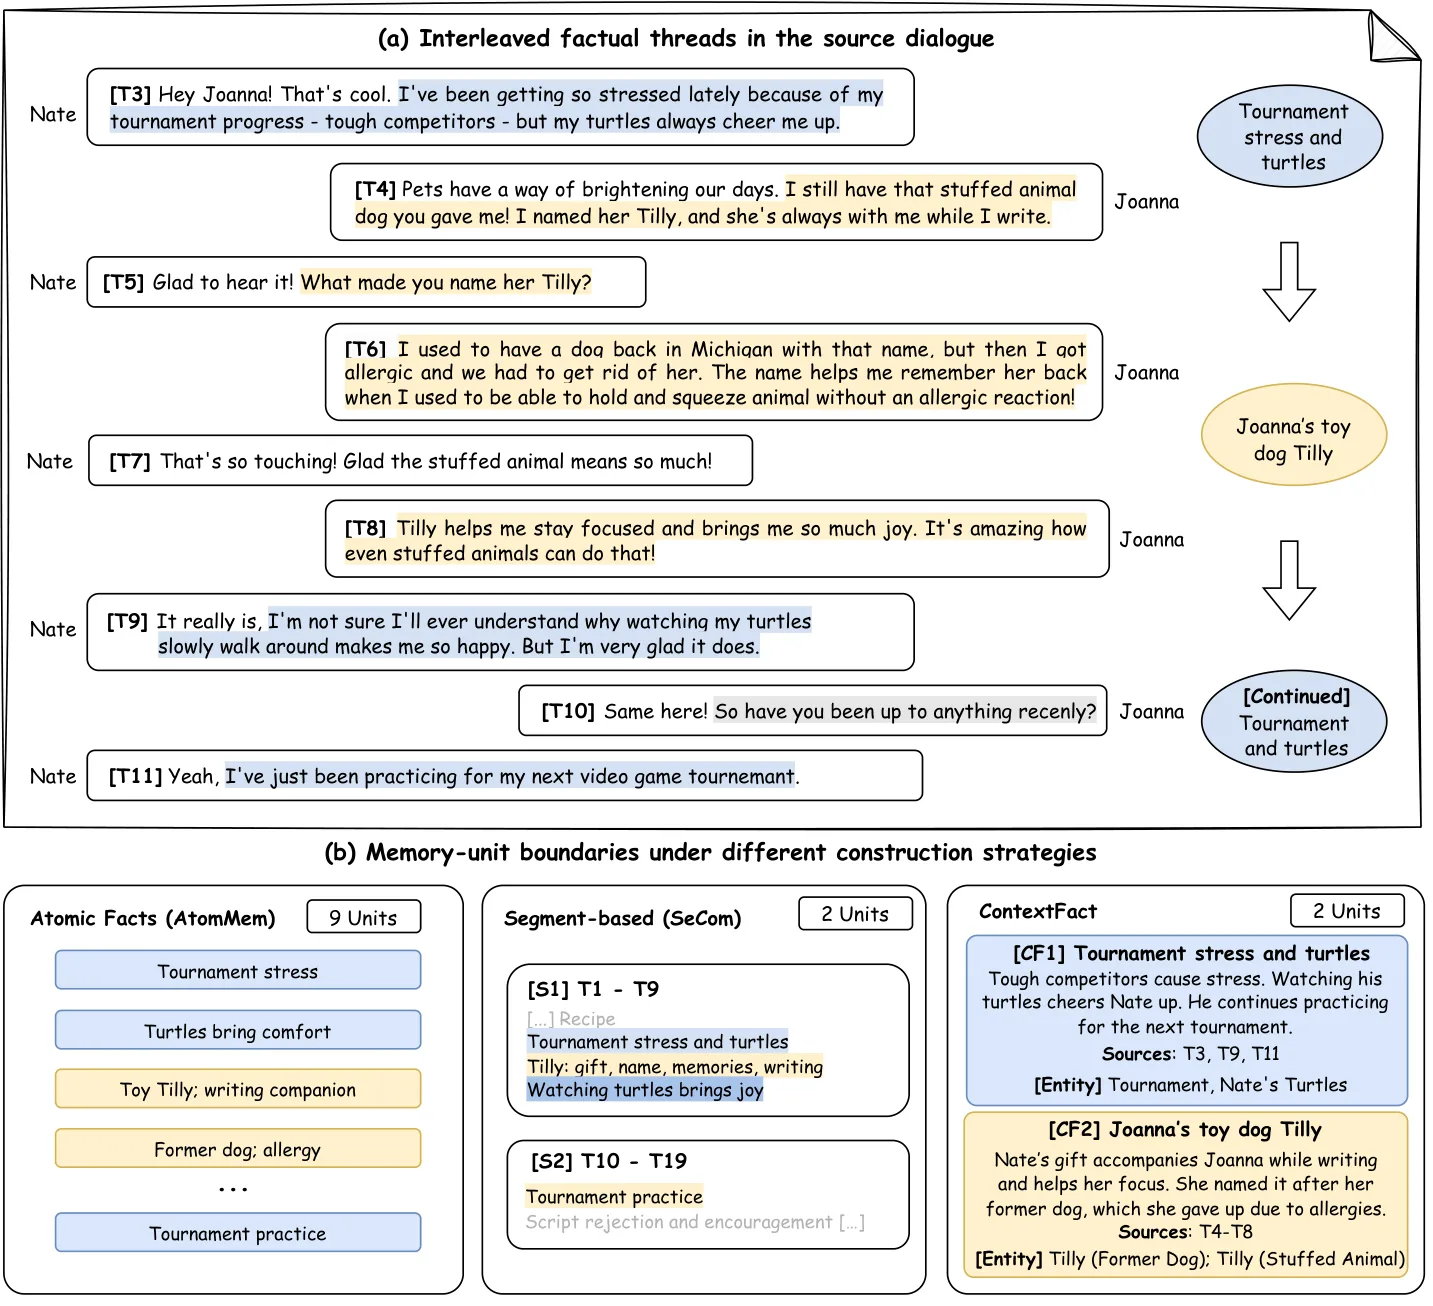 (a) Interleaved factual threads in the source dialogue
Nate
[T3] Hey Joanna! That's cool. I've been getting so stressed lately because of my
tournament progress - tough competitors - but my turtles always cheer me up.
Tournament
stress and
turtles
[T4] Pets have a way of brightening our days. I still have that stuffed animal
dog you gave me! I named her Tilly, and she's always with me while I write.
Joanna
Nate
[T5] Glad to hear it! What made you name her Tilly?
[T6] I used to have a dog back in Michigan with that name, but then I got
allergic and we had to get rid of her. The name helps me remember her back
when I used to be able to hold and squeeze animal without an allergic reaction!
Joanna
Joanna's toy
dog Tilly
Nate
[T7] That's so touching! Glad the stuffed animal means so much!
[T8] Tilly helps me stay focused and brings me so much joy. It's amazing how
even stuffed animals can do that!
Joanna
Nate
[T9] It really is, I'm not sure I'll ever understand why watching my turtles
slowly walk around makes me so happy. But I'm very glad it does.
[T10] Same here! So have you been up to anything recenly?
Joanna
[Continued]
Tournament
and turtles
Nate
[T11] Yeah, I've just been practicing for my next video game tournemant.
(b) Memory-unit boundaries under different construction strategies
Atomic Facts (AtomMem)
9 Units
Tournament stress
Turtles bring comfort
Toy Tilly; writing companion
Former dog; allergy
...
Tournament practice
Segment-based (SeCom)
2 Units
[S1] T1 - T9
[...] Recipe
Tournament stress and turtles
Tilly: gift, name, memories, writing
Watching turtles brings joy
[S2] T10 - T19
Tournament practice
Script rejection and encouragement [...]
ContextFact
2 Units
[CF1] Tournament stress and turtles
Tough competitors cause stress. Watching his
turtles cheers Nate up. He continues practicing
for the next tournament.
Sources: T3, T9, T11
[Entity] Tournament, Nate's Turtles
[CF2] Joanna's toy dog Tilly
Nate's gift accompanies Joanna while writing
and helps her focus. She named it after her
former dog, which she gave up due to allergies.
Sources: T4-T8
[Entity] Tilly (Former Dog); Tilly (Stuffed Animal)